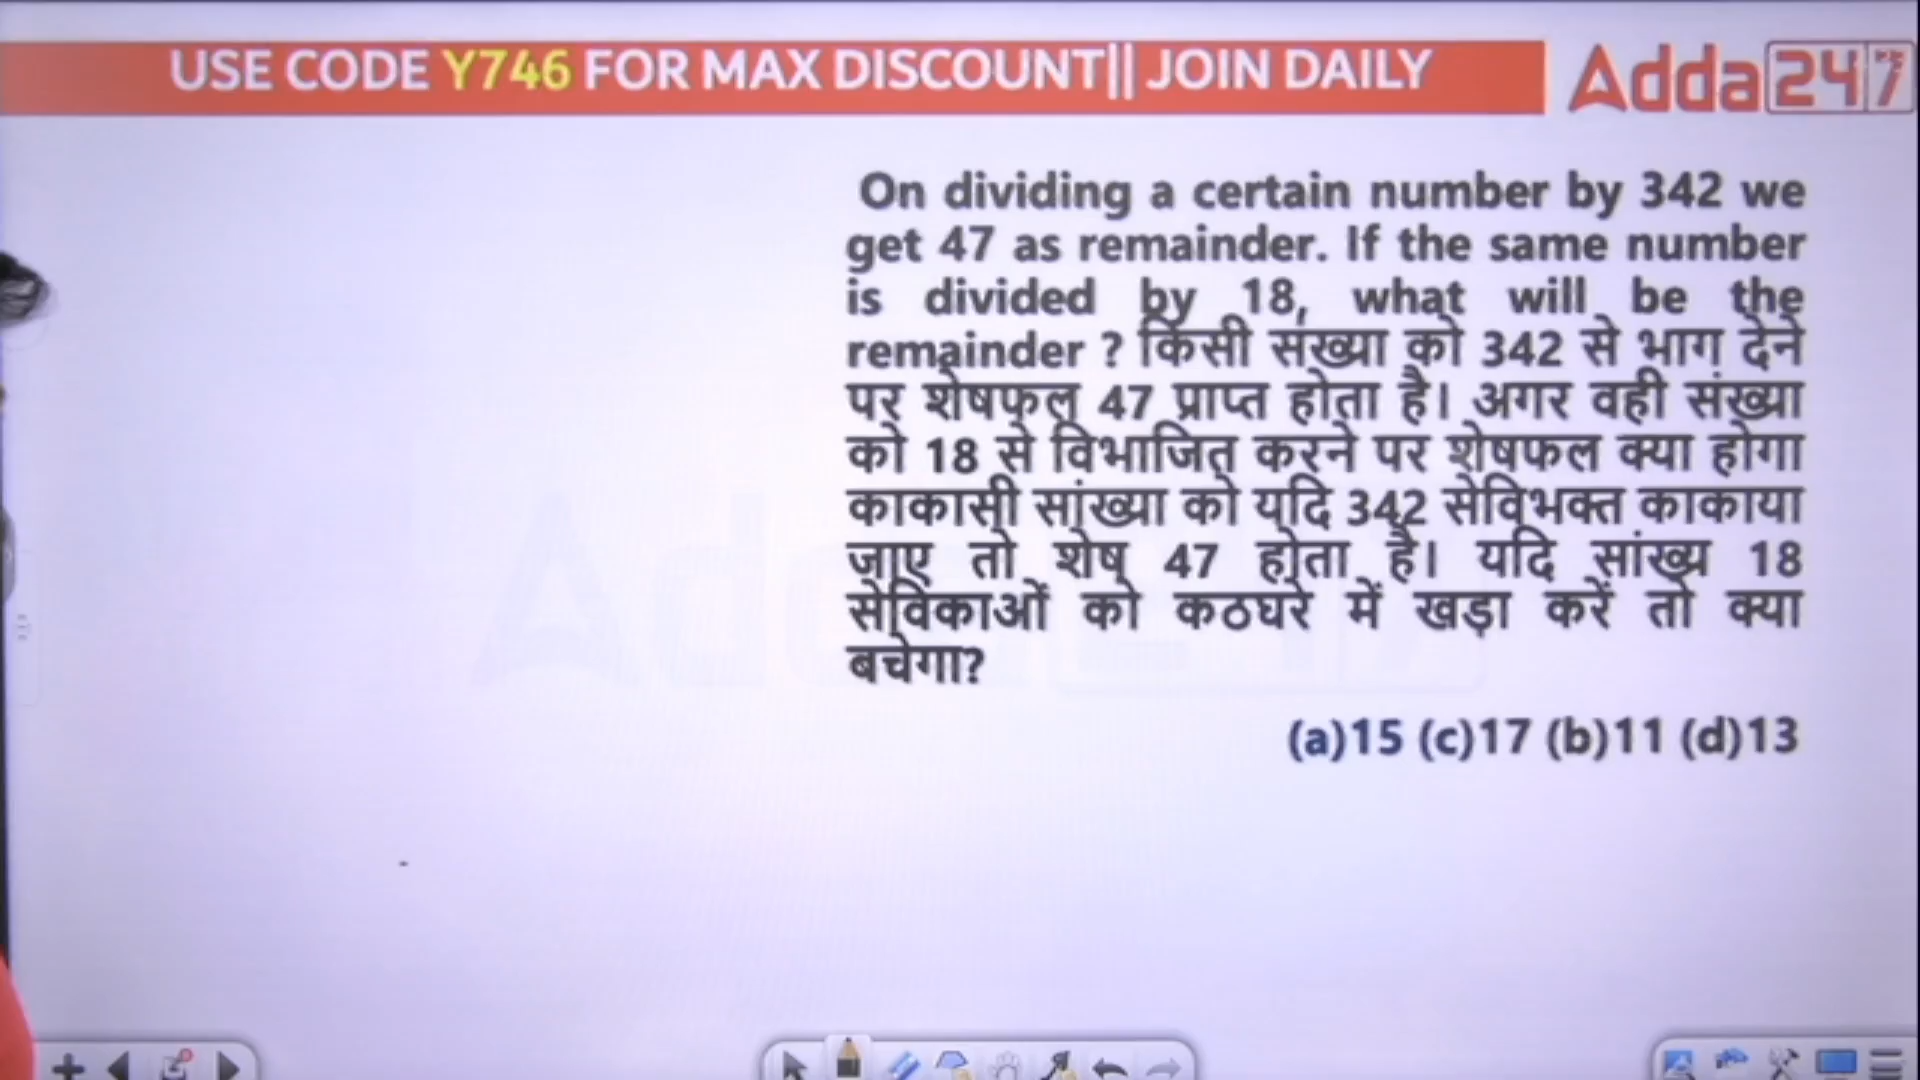 USE CODE Y746 FOR MAX DISCOUNT|| JOIN DAILY
Adda247
On dividing a certain number by 342 we
get 47 as remainder. If the same number
is divided by 18, what will be the
remainder ? किसी संख्या को 342 से भाग देने
पर शेषफल 47 प्राप्त होता है। अगर वही संख्या
को 18 से विभाजित करने पर शेषफल क्या होगा
काकासी सांख्या को यदि 342 सेविभक्त काकाया
जाए तो शेष 47 होता है। यदि सांख्य 18
सेविकाओं को कठघरे में खड़ा करें तो क्या
बचेगा?
(a)15 (c)17 (b)11 (d)13